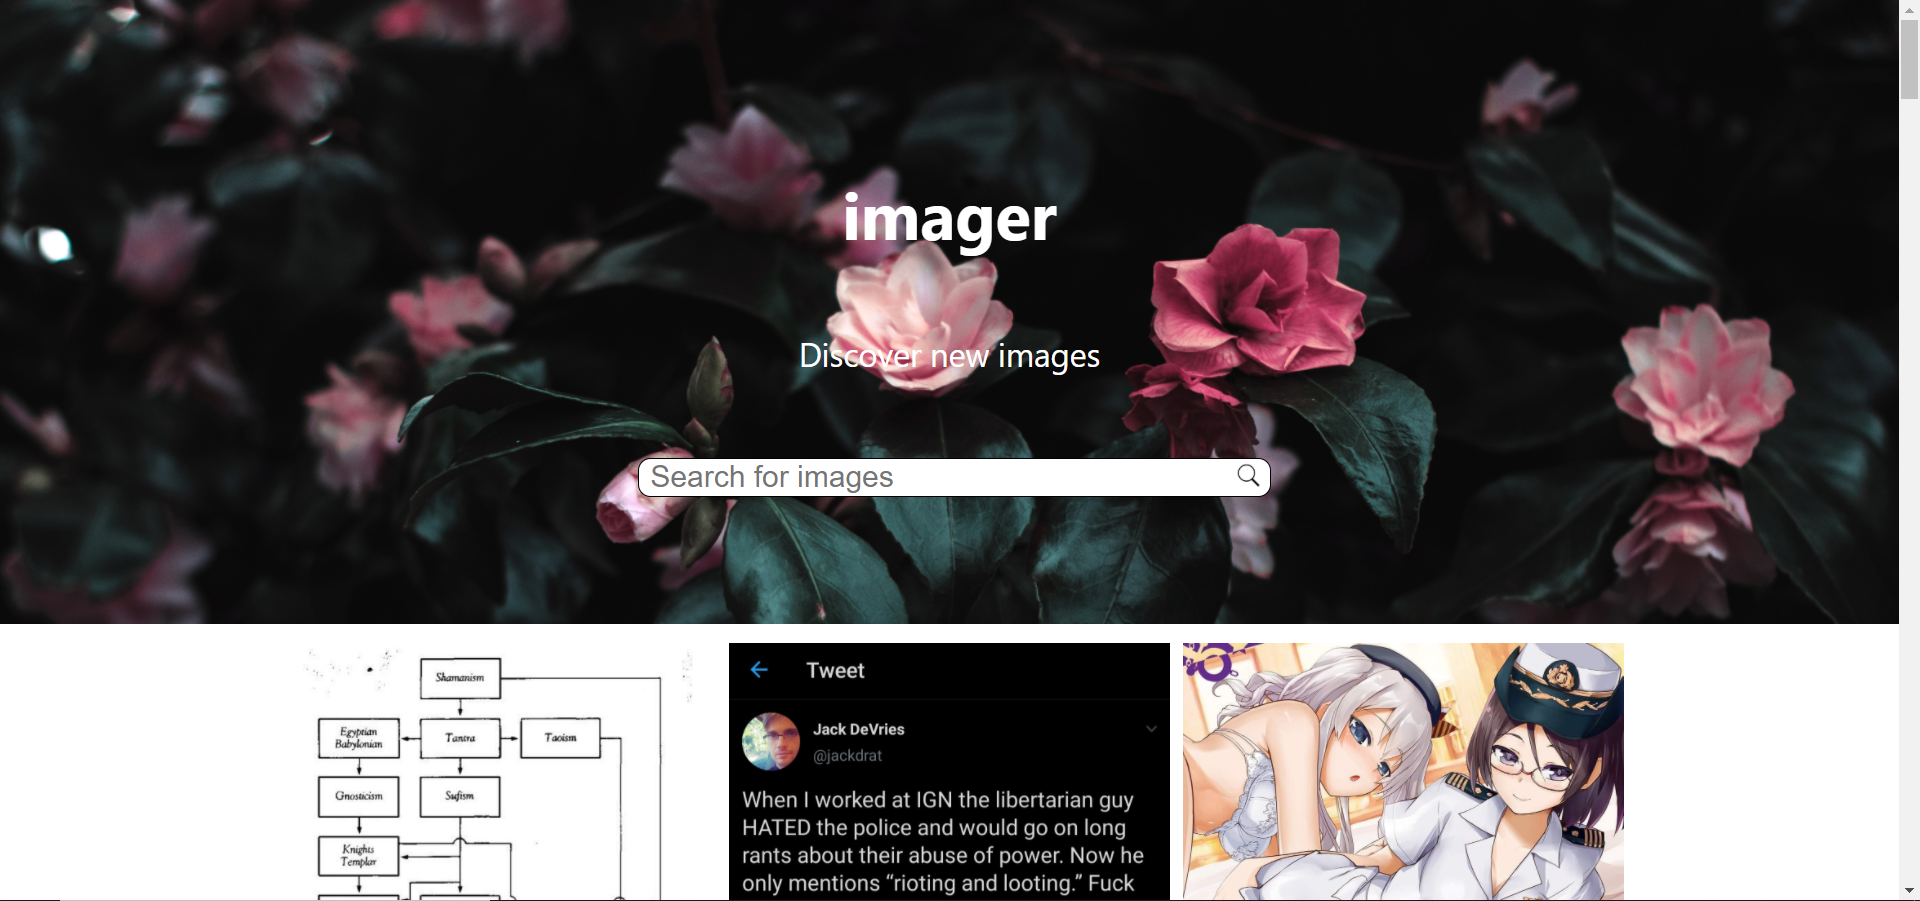 imager
Discover new images
Search for images
Shamanism
Egyptian
Babylonian
Tantra
Taoism
Gnosticism
Sufism
Knights
Templar
Tweet
Jack DeVries
@jackdrat
When I worked at IGN the libertarian guy
HATED the police and would go on long
rants about their abuse of power. Now he
only mentions “rioting and looting.” Fuck